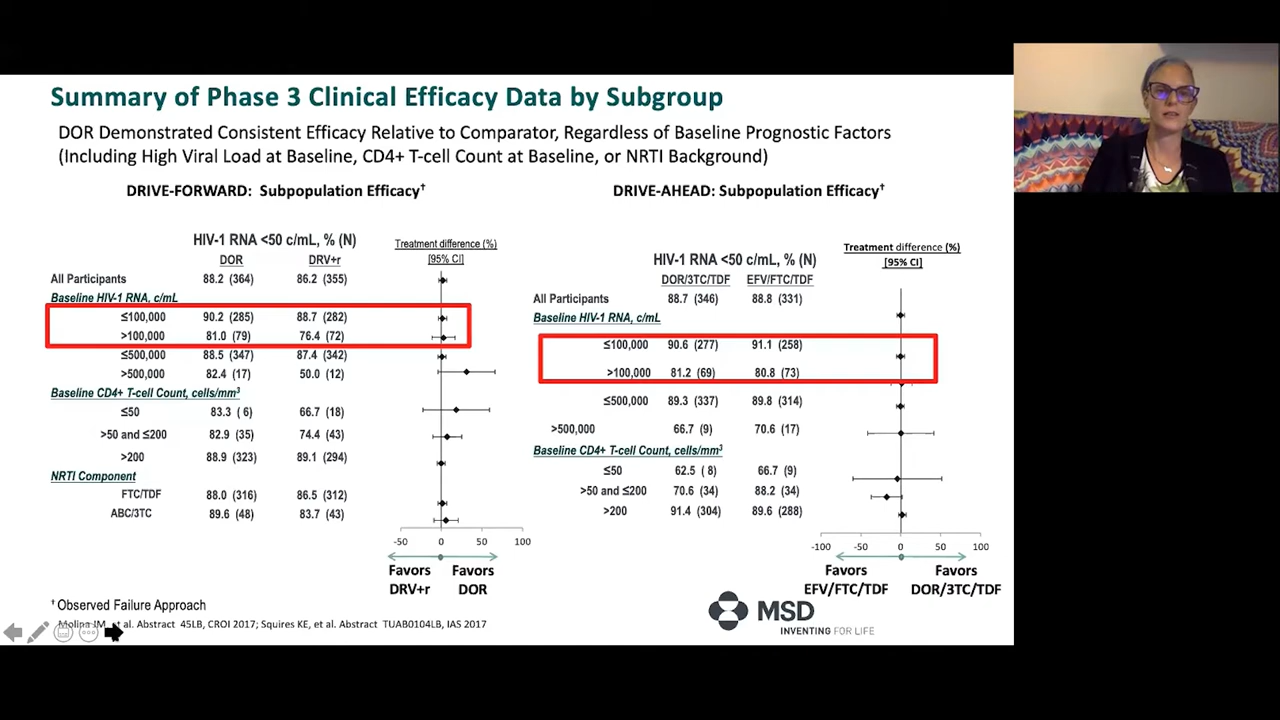 Summary of Phase 3 Clinical Efficacy Data by Subgroup
DOR Demonstrated Consistent Efficacy Relative to Comparator, Regardless of Baseline Prognostic Factors
(Including High Viral Load at Baseline, CD4+ T-cell Count at Baseline, or NRTI Background)
DRIVE-FORWARD: Subpopulation Efficacy†
HIV-1 RNA <50 c/mL, % (N)
Treatment difference (%)
DOR DRV+r [95% CI]
All Participants 88.2 (364) 86.2 (355)
Baseline HIV-1 RNA, c/mL
≤100,000 90.2 (285) 88.7 (282)
>100,000 81.0 (79) 76.4 (72)
≤500,000 88.5 (347) 87.4 (342)
>500,000 82.4 (17) 50.0 (12)
Baseline CD4+ T-cell Count, cells/mm³
≤50 83.3 ( 6) 66.7 (18)
>50 and ≤200 82.9 (35) 74.4 (43)
>200 88.9 (323) 89.1 (294)
NRTI Component
FTC/TDF 88.0 (316) 86.5 (312)
ABC/3TC 89.6 (48) 83.7 (43)
-50 0 50 100
Favors Favors
DRV+r DOR
DRIVE-AHEAD: Subpopulation Efficacy†
Treatment difference (%)
HIV-1 RNA <50 c/mL, % (N) [95% CI]
DOR/3TC/TDF EFV/FTC/TDF
All Participants 88.7 (346) 88.8 (331)
Baseline HIV-1 RNA, c/mL
≤100,000 90.6 (277) 91.1 (258)
>100,000 81.2 (69) 80.8 (73)
≤500,000 89.3 (337) 89.8 (314)
>500,000 66.7 (9) 70.6 (17)
Baseline CD4+ T-cell Count, cells/mm³
≤50 62.5 ( 8) 66.7 (9)
>50 and ≤200 70.6 (34) 88.2 (34)
>200 91.4 (304) 89.6 (288)
-100 -50 0 50 100
Favors Favors
EFV/FTC/TDF DOR/3TC/TDF
†Observed Failure Approach
Molina JM, et al. Abstract 45LB, CROI 2017; Squires KE, et al. Abstract TUAB0104LB, IAS 2017
MSD
INVENTING FOR LIFE